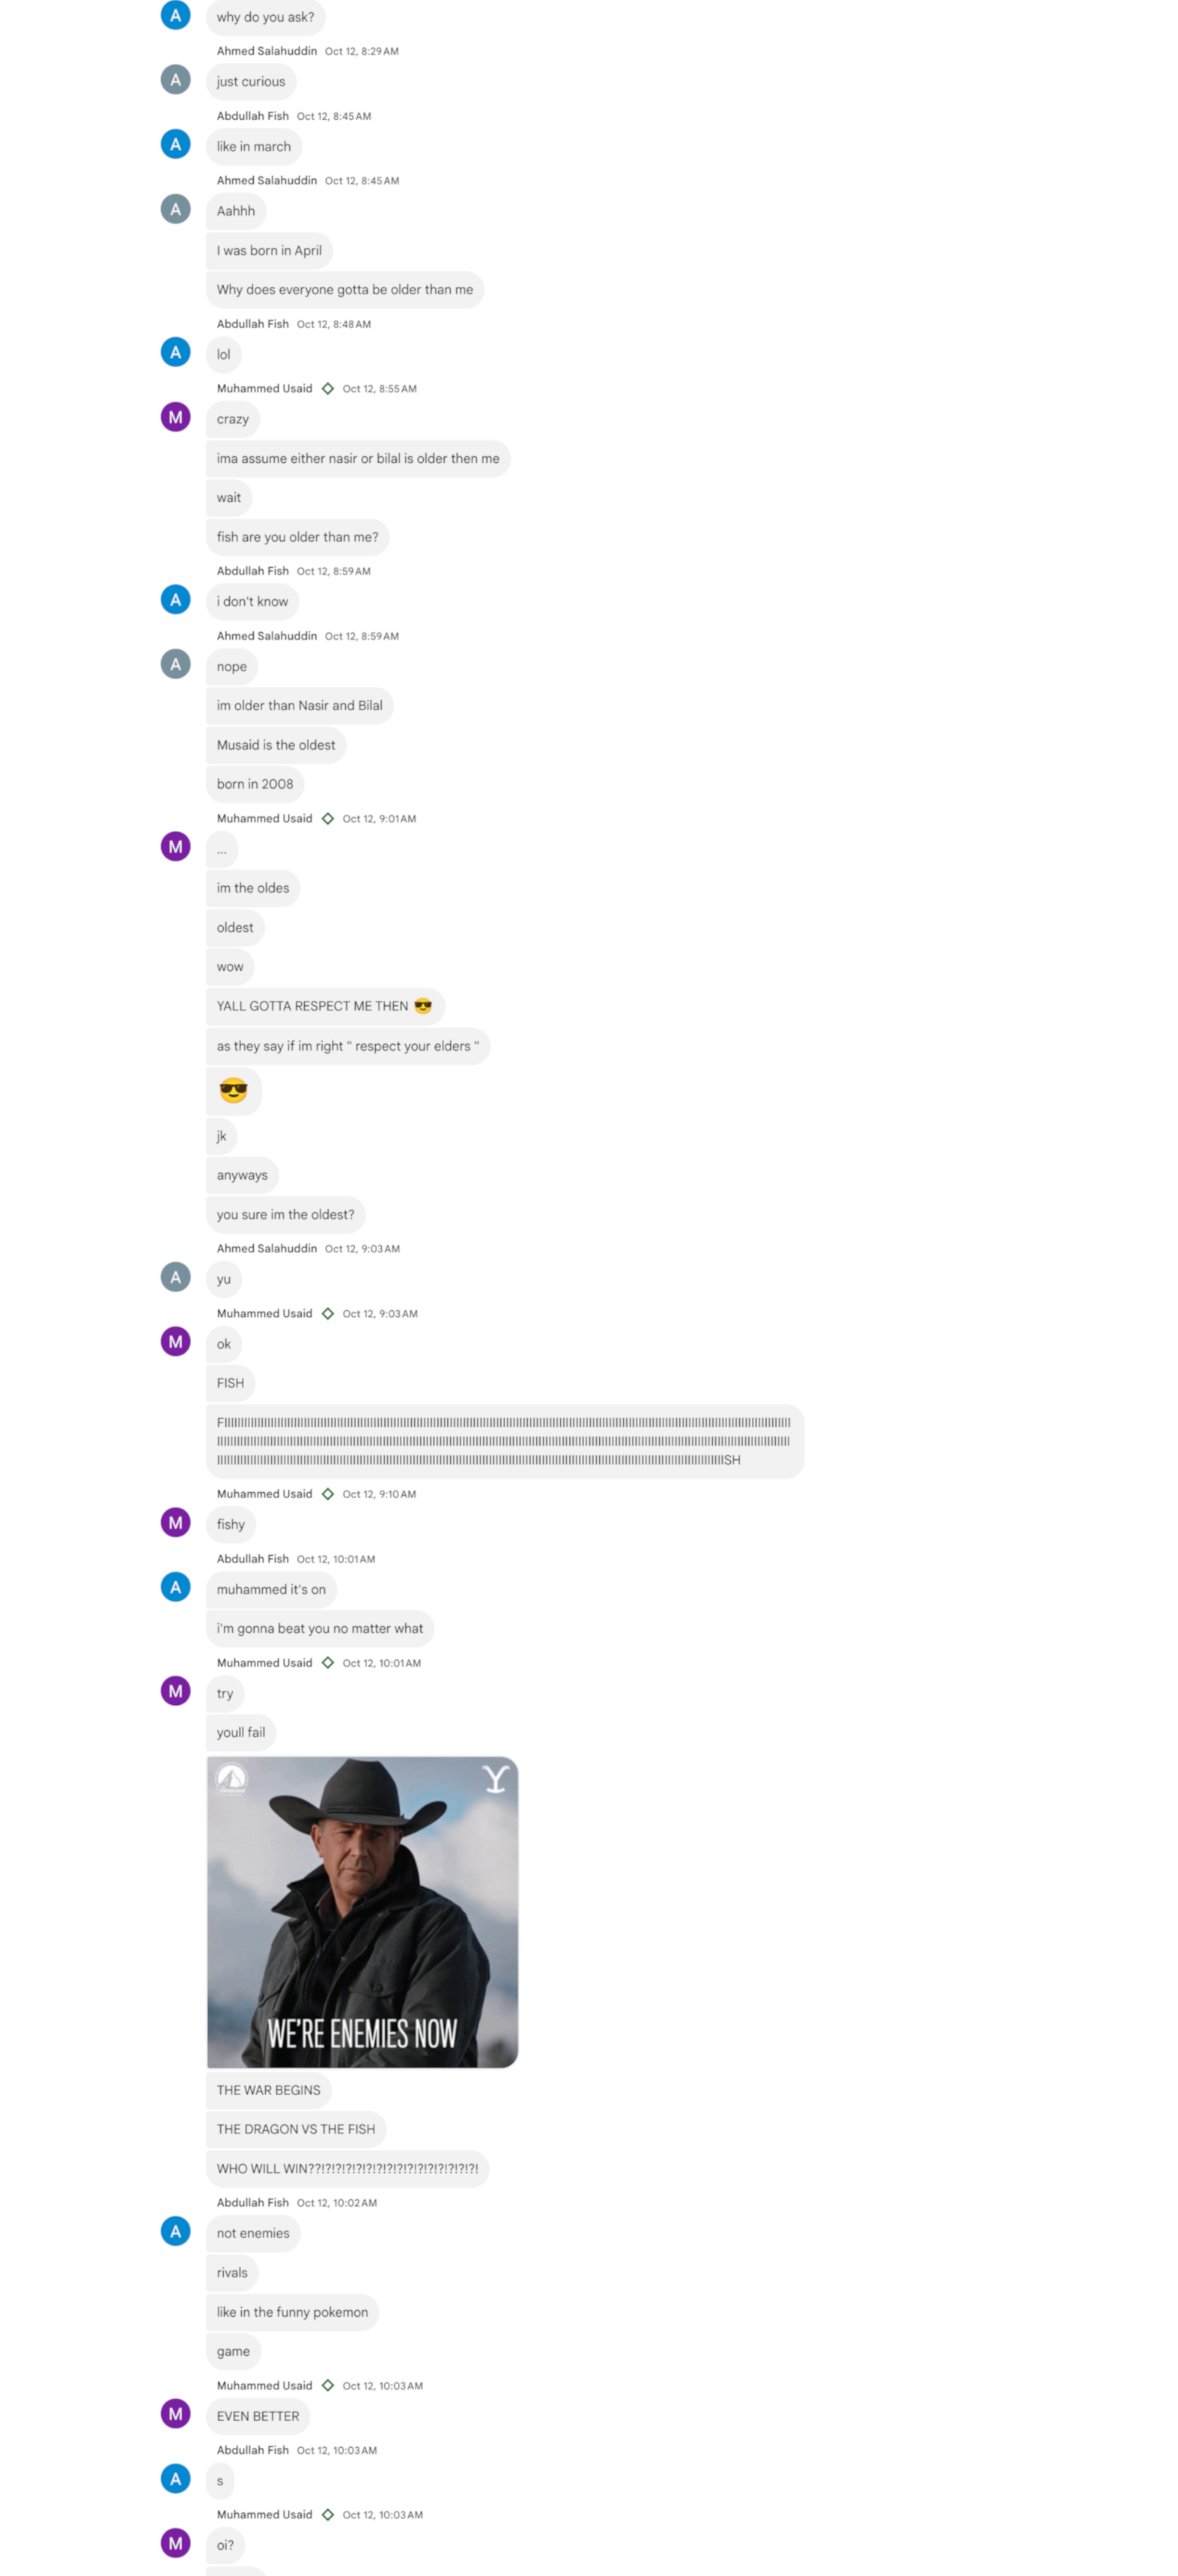 A
why do you ask?
Ahmed Salahuddin Oct 12, 8:29 AM
A
just curious
Abdullah Fish Oct 12, 8:45 AM
A
like in march
Ahmed Salahuddin Oct 12, 8:45 AM
A
Aahhh
I was born in April
Why does everyone gotta be older than me
Abdullah Fish Oct 12, 8:48 AM
A
lol
Muhammed Usaid Oct 12, 8:55 AM
M
crazy
ima assume either nasir or bilal is older then me
wait
fish are you older than me?
Abdullah Fish Oct 12, 8:59 AM
A
i don't know
Ahmed Salahuddin Oct 12, 8:59 AM
A
nope
im older than Nasir and Bilal
Musaid is the oldest
born in 2008
Muhammed Usaid Oct 12, 9:01 AM
M
...
im the oldes
oldest
wow
YALL GOTTA RESPECT ME THEN 😎
as they say if im right " respect your elders "
😎
jk
anyways
you sure im the oldest?
Ahmed Salahuddin Oct 12, 9:03 AM
A
yu
Muhammed Usaid Oct 12, 9:03 AM
M
ok
FISH
Muhammed Usaid Oct 12, 9:10 AM
M
fishy
Abdullah Fish Oct 12, 10:01 AM
A
muhammed it's on
i'm gonna beat you no matter what
Muhammed Usaid Oct 12, 10:01 AM
M
try
youll fail
Y
WE'RE ENEMIES NOW
THE WAR BEGINS
THE DRAGON VS THE FISH
WHO WILL WIN??!?!?!?!?!?!?!?!?!?!?!?!?!?!?!?!?!
Abdullah Fish Oct 12, 10:02 AM
A
not enemies
rivals
like in the funny pokemon
game
Muhammed Usaid Oct 12, 10:03 AM
M
EVEN BETTER
Abdullah Fish Oct 12, 10:03 AM
A
s
Muhammed Usaid Oct 12, 10:03 AM
M
oi?